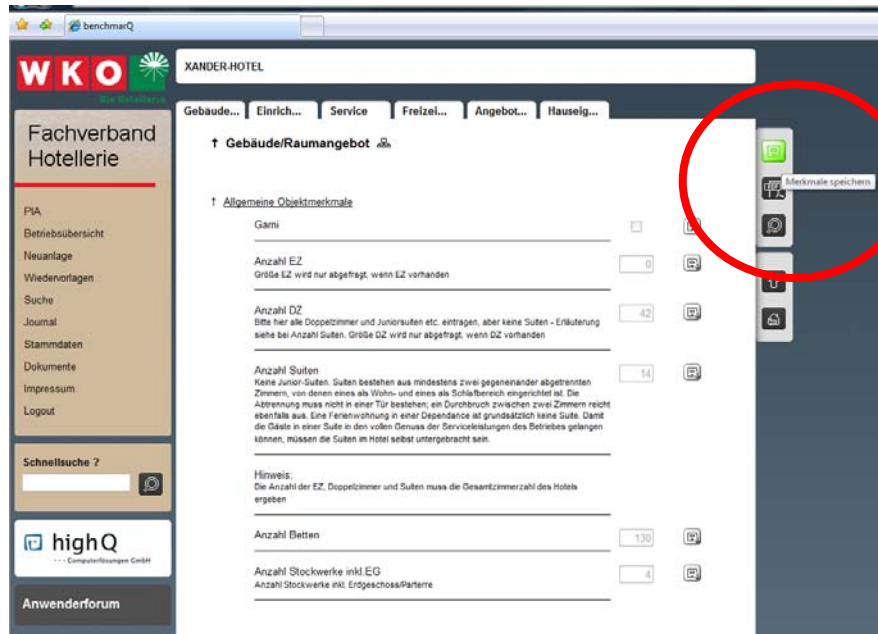 benchmarQ
WKO
Die Hotellerie
XANDER-HOTEL
Gebäude...
Einrich...
Service
Freizei...
Angebot...
Hauseig...
Fachverband
Hotellerie
PIA
Betriebsübersicht
Neuanlage
Wiedervorlagen
Suche
Journal
Stammdaten
Dokumente
Impressum
Logout
Schnellsuche ?
highQ
Computerlösungen GmbH
Anwenderforum
↑ Gebäude/Raumangebot
↑ Allgemeine Objektmerkmale
Garni
Anzahl EZ
0
Größe EZ wird nur abgefragt, wenn EZ vorhanden
Anzahl DZ
42
Bitte hier alle Doppelzimmer und Juniorsuiten etc. eintragen, aber keine Suiten - Erläuterung
siehe bei Anzahl Suiten. Größe DZ wird nur abgefragt, wenn DZ vorhanden
Anzahl Suiten
14
Keine Junior-Suiten. Suiten bestehen aus mindestens zwei gegeneinander abgetrennten
Zimmern, von denen eines als Wohn- und eines als Schlafbereich eingerichtet ist. Die
Abtrennung muss nicht in einer Tür bestehen; ein Durchbruch zwischen zwei Zimmern reicht
ebenfalls aus. Eine Ferienwohnung in einer Dependance ist grundsätzlich keine Suite. Damit
die Gäste in einer Suite in den vollen Genuss der Serviceleistungen des Betriebes gelangen
können, müssen die Suiten im Hotel selbst untergebracht sein.
Hinweis:
Die Anzahl der EZ, Doppelzimmer und Suiten muss die Gesamtzimmerzahl des Hotels
ergeben
Anzahl Betten
130
Anzahl Stockwerke inkl.EG
4
Anzahl Stockwerke inkl. Erdgeschoss/Parterre
Merkmale speichern